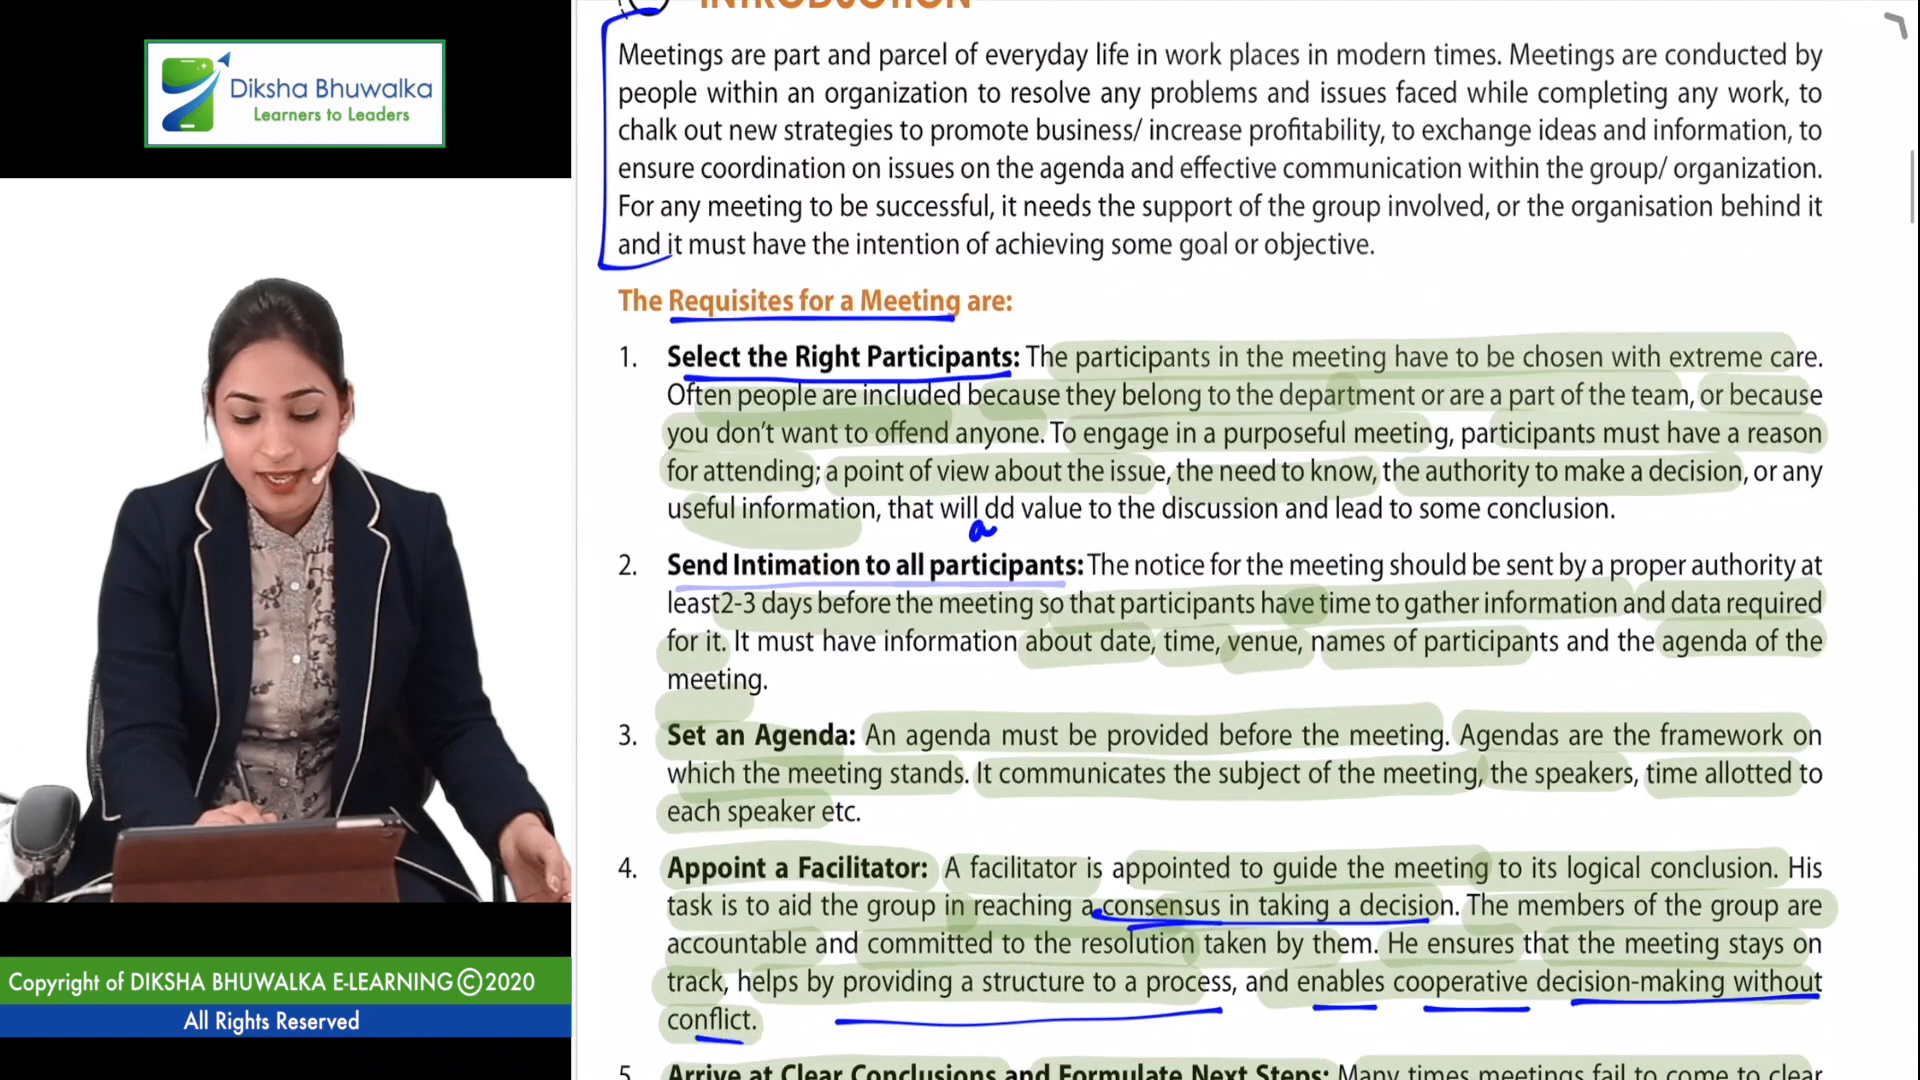 Diksha Bhuwalka
Learners to Leaders
INTRODUCTION
Meetings are part and parcel of everyday life in work places in modern times. Meetings are conducted by
people within an organization to resolve any problems and issues faced while completing any work, to
chalk out new strategies to promote business/ increase profitability, to exchange ideas and information, to
ensure coordination on issues on the agenda and effective communication within the group/ organization.
For any meeting to be successful, it needs the support of the group involved, or the organisation behind it
and it must have the intention of achieving some goal or objective.
The Requisites for a Meeting are:
1. Select the Right Participants: The participants in the meeting have to be chosen with extreme care.
Often people are included because they belong to the department or are a part of the team, or because
you don't want to offend anyone. To engage in a purposeful meeting, participants must have a reason
for attending; a point of view about the issue, the need to know, the authority to make a decision, or any
useful information, that will dd value to the discussion and lead to some conclusion.
a
2. Send Intimation to all participants: The notice for the meeting should be sent by a proper authority at
least2-3 days before the meeting so that participants have time to gather information and data required
for it. It must have information about date, time, venue, names of participants and the agenda of the
meeting.
3. Set an Agenda: An agenda must be provided before the meeting. Agendas are the framework on
which the meeting stands. It communicates the subject of the meeting, the speakers, time allotted to
each speaker etc.
4. Appoint a Facilitator: A facilitator is appointed to guide the meeting to its logical conclusion. His
task is to aid the group in reaching a consensus in taking a decision. The members of the group are
accountable and committed to the resolution taken by them. He ensures that the meeting stays on
track, helps by providing a structure to a process, and enables cooperative decision-making without
conflict.
5. Arrive at Clear Conclusions and Formulate Next Steps: Many times meetings fail to come to clear
Copyright of DIKSHA BHUWALKA E-LEARNING©2020
All Rights Reserved